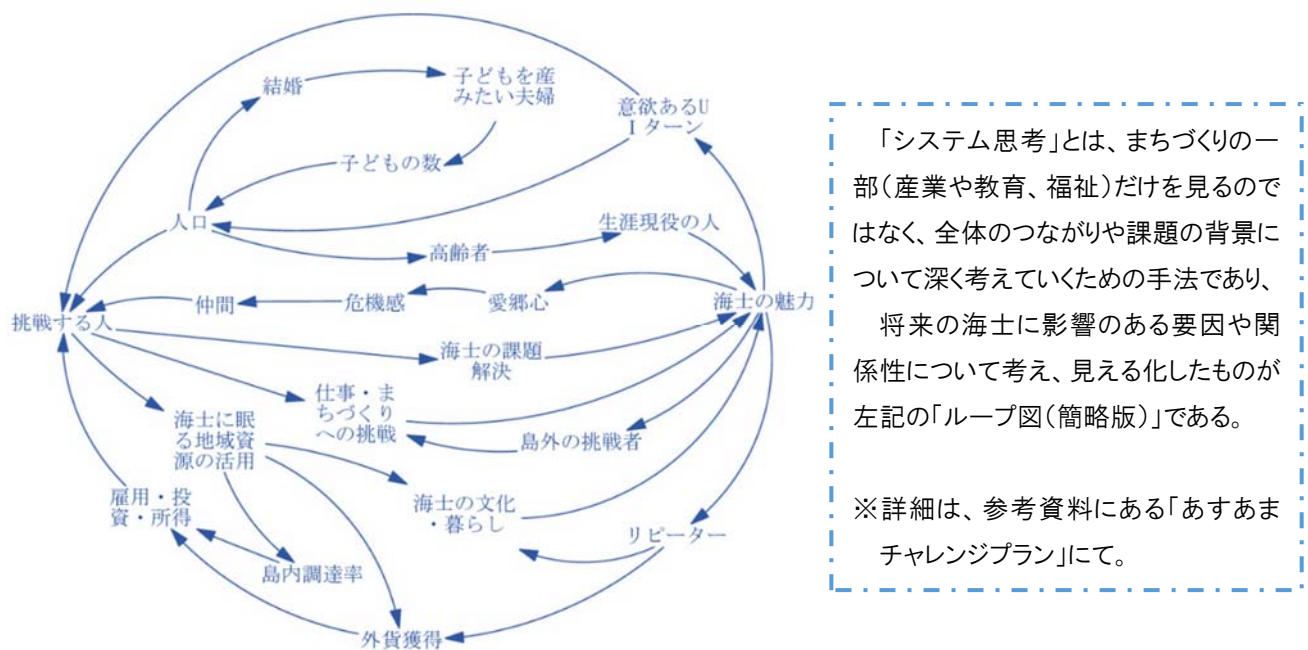 結婚
子どもを産
みたい夫婦
意欲あるU
Iターン
子どもの数
人口
生涯現役の人
高齢者
挑戦する人
仲間
危機感
愛郷心
海士の魅力
海士の課題
解決
仕事・ま
ちづくり
への挑戦
島外の挑戦者
海士に眠
る地域資
源の活用
海士の文化
・暮らし
雇用・投
資・所得
リピーター
島内調達率
外貨獲得
「システム思考」とは、まちづくりの一
部(産業や教育、福祉)だけを見るので
はなく、全体のつながりや課題の背景に
ついて深く考えていくための手法であり、
将来の海士に影響のある要因や関
係性について考え、見える化したものが
左記の「ループ図(簡略版)」である。
※詳細は、参考資料にある「あすあま
チャレンジプラン」にて。